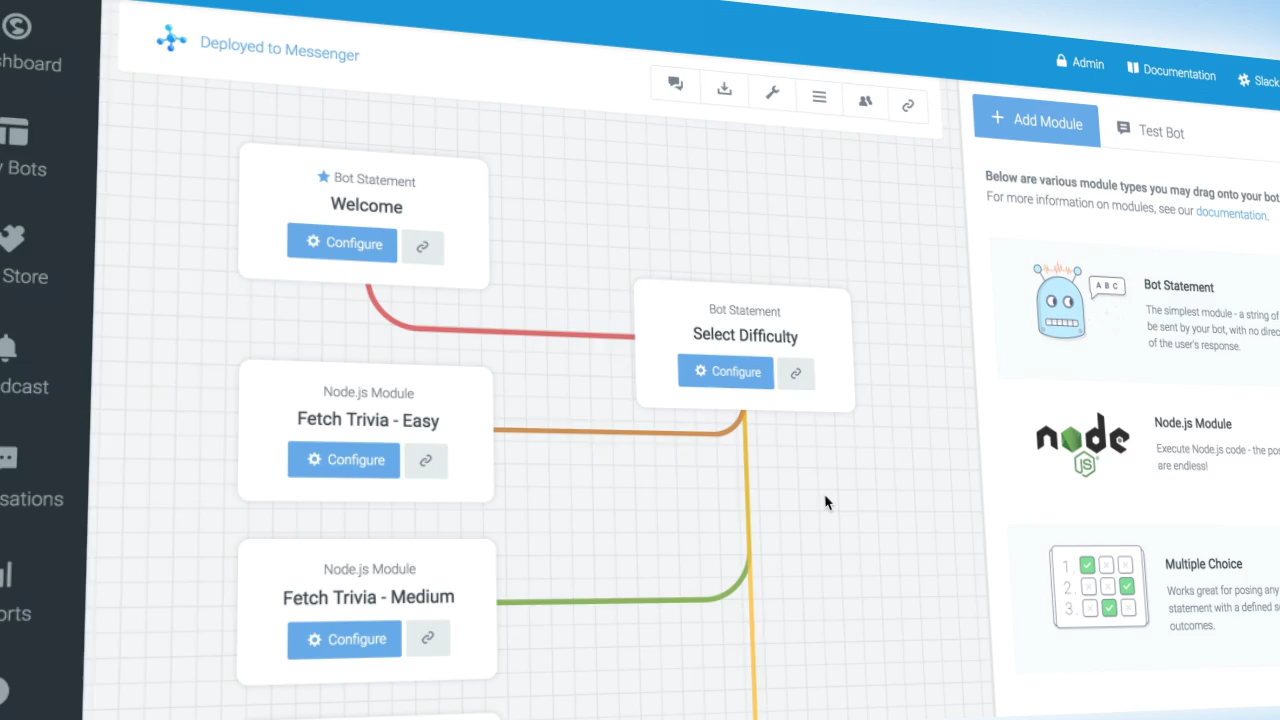 shboard
y Bots
Store
dcast
sations
orts
Deployed to Messenger
Admin
Documentation
Slack
Bot Statement
Welcome
Configure
Bot Statement
Select Difficulty
Configure
Node.js Module
Fetch Trivia - Easy
Configure
Node.js Module
Fetch Trivia - Medium
Configure
+ Add Module
Test Bot
Below are various module types you may drag onto your bot
For more information on modules, see our documentation.
A B C
Bot Statement
The simplest module - a string of
be sent by your bot, with no direc
of the user's response.
node
JS
Node.js Module
Execute Node.js code - the pos
are endless!
1.
2.
3.
Multiple Choice
Works great for posing any
statement with a defined s
outcomes.